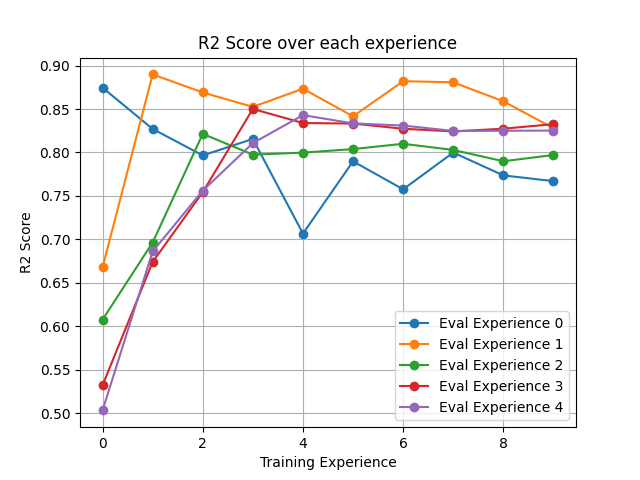 R2 Score over each experience
0.90
0.85
0.80
0.75
0.70
0.65
0.60
0.55
0.50
R2 Score
Eval Experience 0
Eval Experience 1
Eval Experience 2
Eval Experience 3
Eval Experience 4
0 2 4 6 8
Training Experience